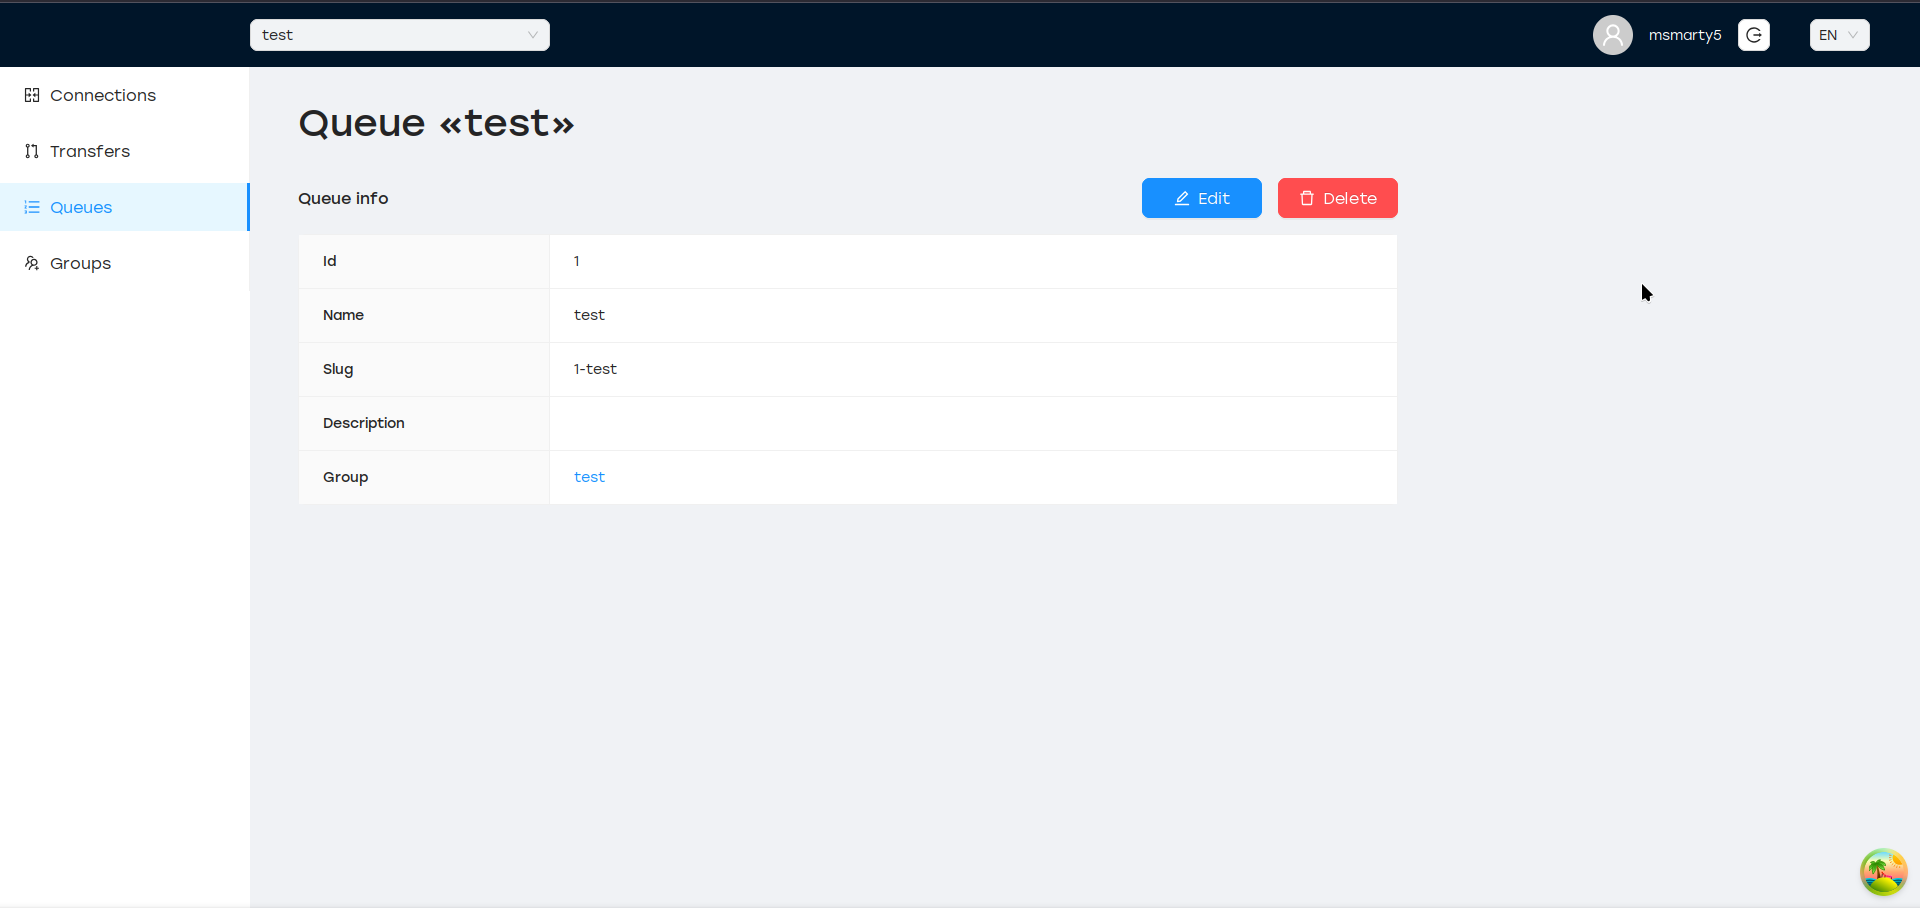 test
msmarty5
EN
Connections
Transfers
Queues
Groups
Queue «test»
Queue info
Edit
Delete
Id
1
Name
test
Slug
1-test
Description
Group
test